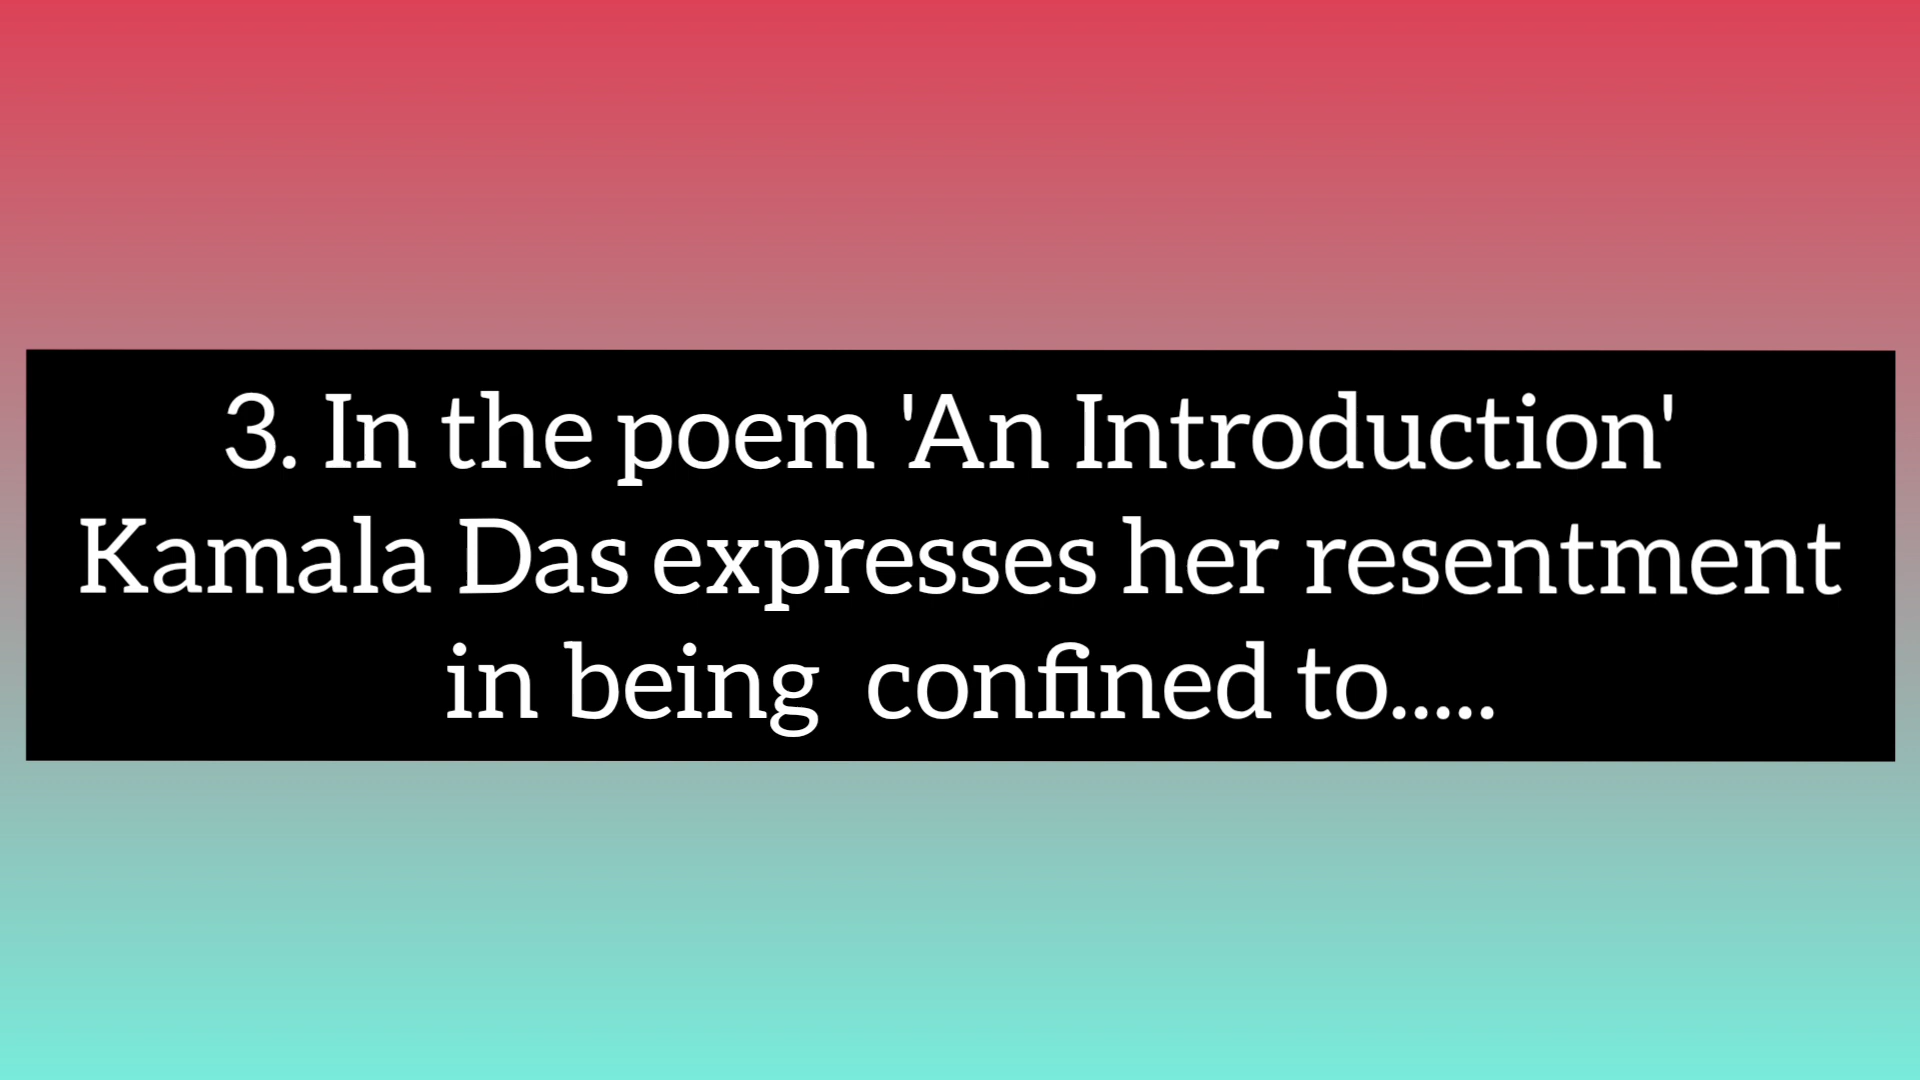 3. In the poem 'An Introduction'
Kamala Das expresses her resentment
in being  confined to.....